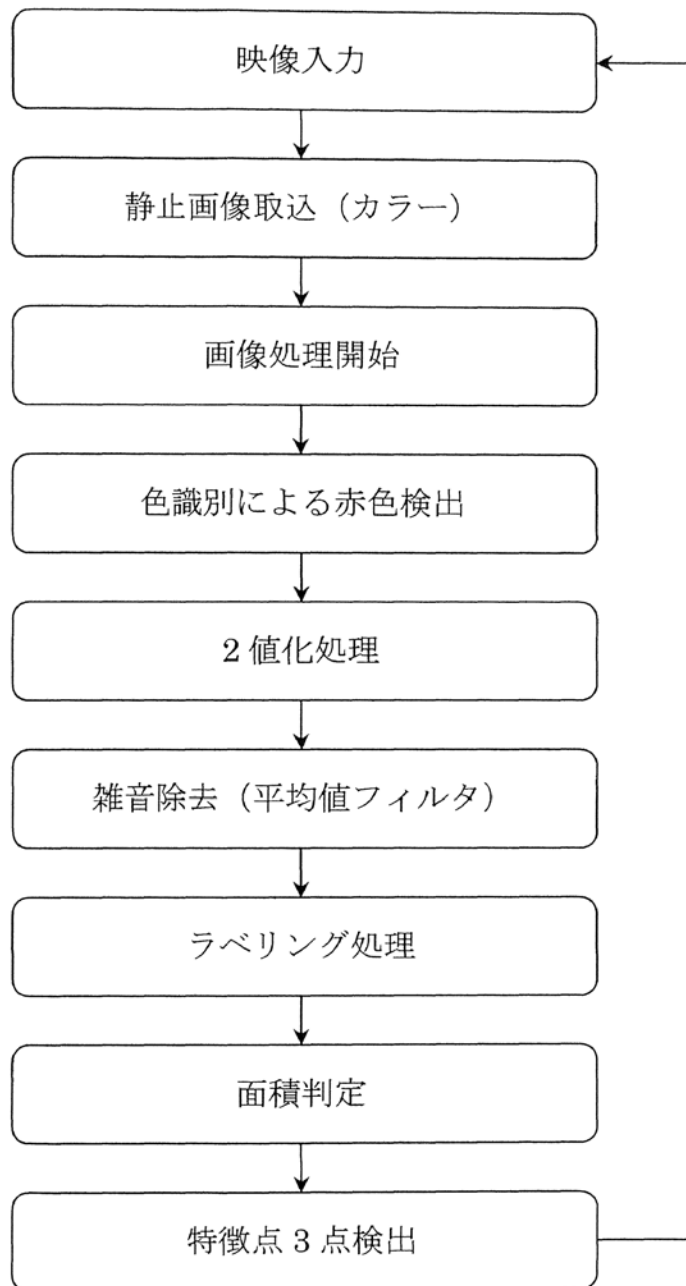 映像入力
静止画像取込（カラー）
画像処理開始
色識別による赤色検出
2 値化処理
雑音除去（平均値フィルタ）
ラベリング処理
面積判定
特徴点 3 点検出